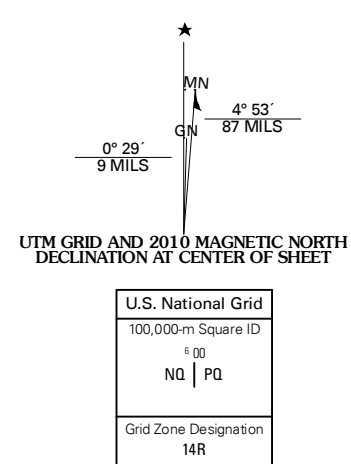 ★
MN
4° 53´
GN
87 MILS
0° 29´
9 MILS
UTM GRID AND 2010 MAGNETIC NORTH
DECLINATION AT CENTER OF SHEET
U.S. National Grid
100,000-m Square ID
6 00
NQ PQ
Grid Zone Designation
14R